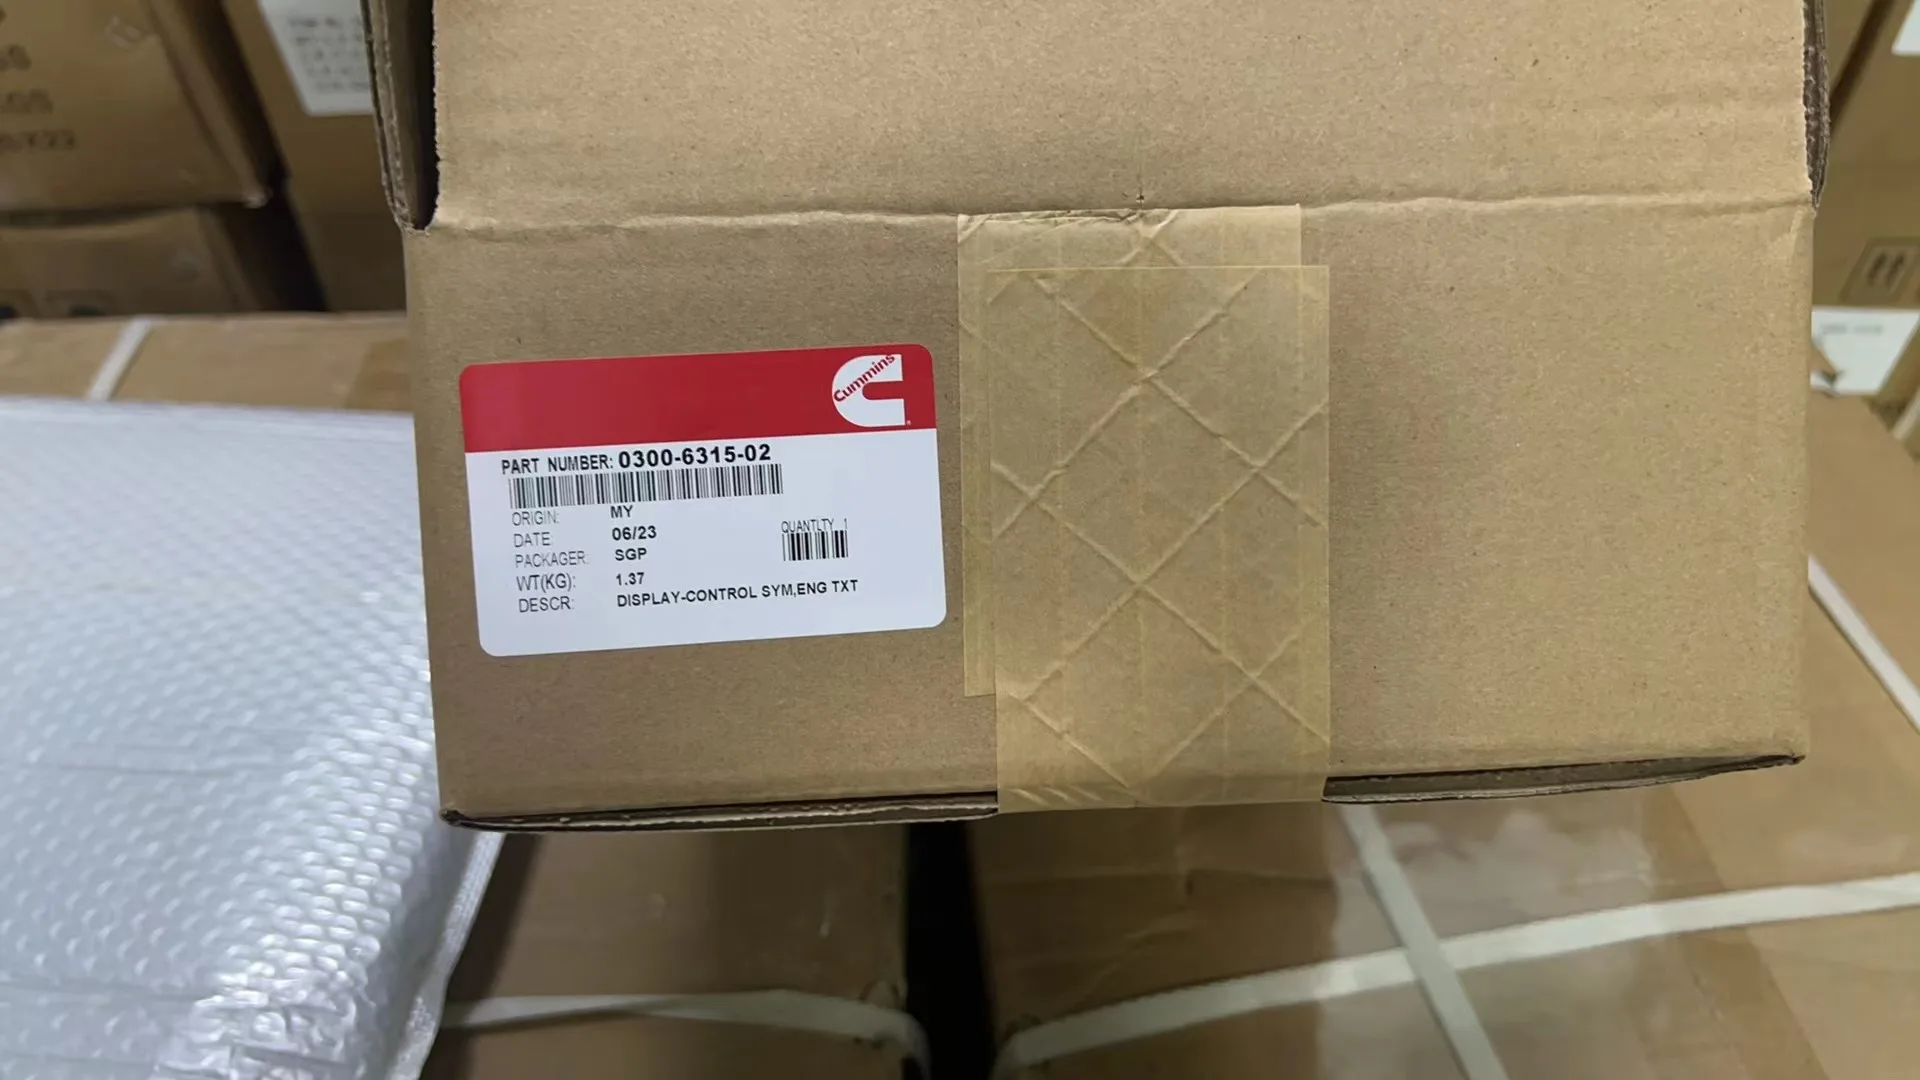 Cummins
PART NUMBER: 0300-6315-02
ORIGIN: MY
DATE: 06/23
QUANTLTY 1
PACKAGER: SGP
WT(KG): 1.37
DESCR: DISPLAY-CONTROL SYM,ENG TXT